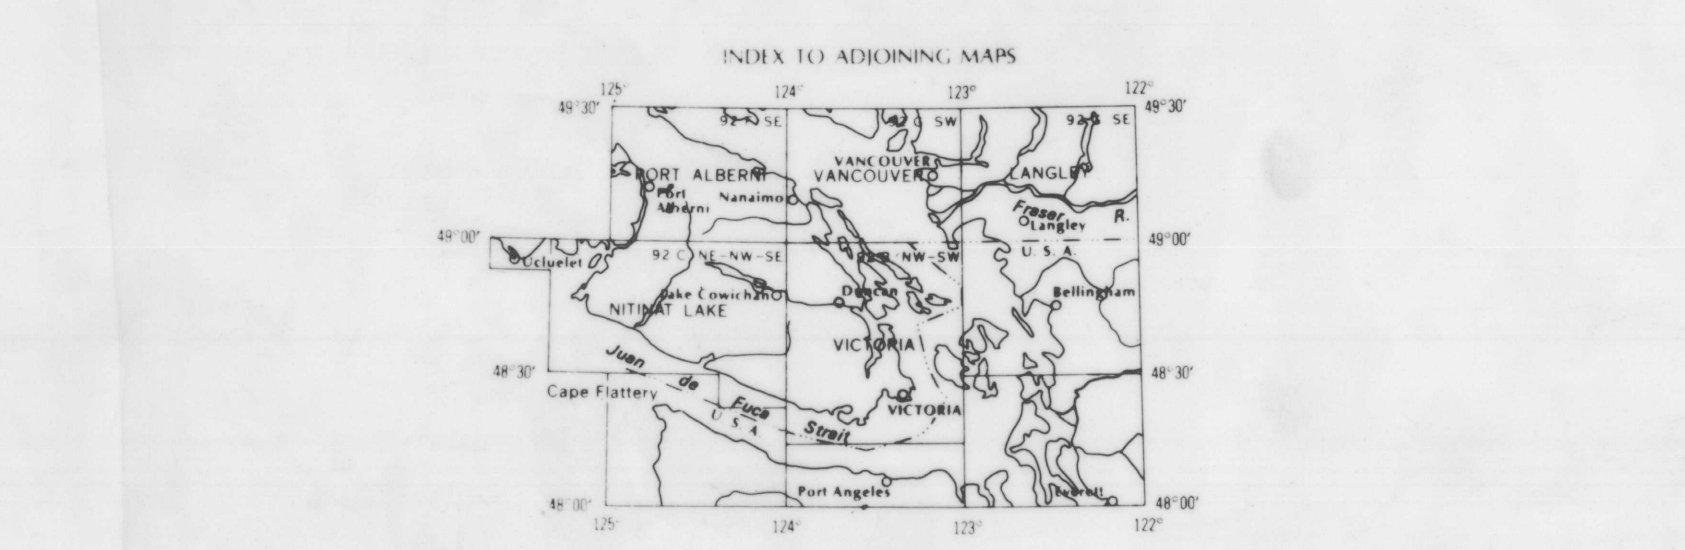 INDEX TO ADJOINING MAPS
125° 124° 123° 122°
49°30′ 49°30′
92 F SE 92 G SW 92 G SE
VANCOUVER
PORT ALBERNI VANCOUVER LANGLEY
Port Alberni Nanaimo
Fraser R.
Langley
49°00′ 49°00′
U. S. A.
92 C NE-NW-SE 92 B NW-SW
Ucluelet
Lake Cowichan Duncan Bellingham
NITINAT LAKE
VICTORIA
Juan de Fuca Strait
48°30′ 48°30′
Cape Flattery
U. S. A.
VICTORIA
Port Angeles Everett
48°00′ 48°00′
125° 124° 123° 122°